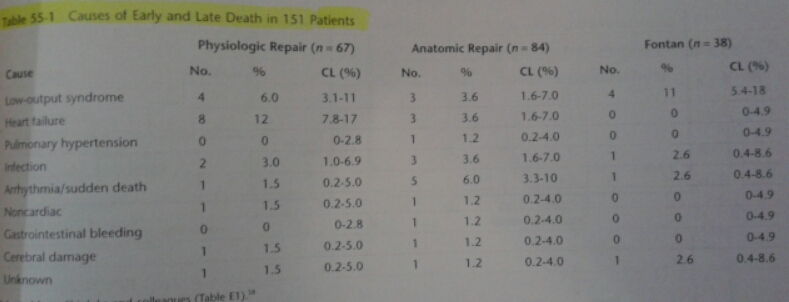 Table 55-1 Causes of Early and Late Death in 151 Patients
Physiologic Repair (n = 67) Anatomic Repair (n = 84) Fontan (n = 38)
Cause No. % CL (%) No. % CL (%) No. % CL (%)
Low-output syndrome 4 6.0 3.1-11 3 3.6 1.6-7.0 4 11 5.4-18
Heart failure 8 12 7.8-17 3 3.6 1.6-7.0 0 0 0-4.9
Pulmonary hypertension 0 0 0-2.8 1 1.2 0.2-4.0 0 0 0-4.9
Infection 2 3.0 1.0-6.9 3 3.6 1.6-7.0 1 2.6 0.4-8.6
Arrhythmia/sudden death 1 1.5 0.2-5.0 5 6.0 3.3-10 1 2.6 0.4-8.6
Noncardiac 1 1.5 0.2-5.0 1 1.2 0.2-4.0 0 0 0-4.9
Gastrointestinal bleeding 0 0 0-2.8 1 1.2 0.2-4.0 0 0 0-4.9
Cerebral damage 1 1.5 0.2-5.0 1 1.2 0.2-4.0 0 0 0-4.9
Unknown 1 1.5 0.2-5.0 1 1.2 0.2-4.0 1 2.6 0.4-8.6
colleagues (Table E1).